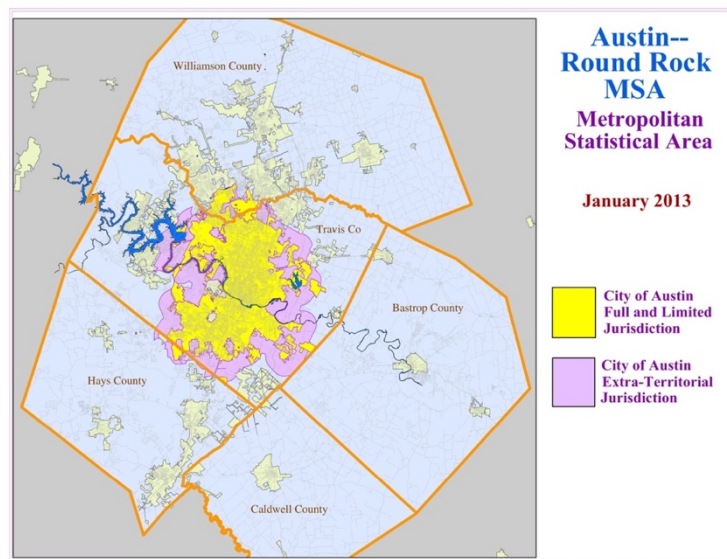 Austin--
Round Rock
MSA
Metropolitan
Statistical Area
January 2013
City of Austin
Full and Limited
Jurisdiction
City of Austin
Extra-Territorial
Jurisdiction
Williamson County
Travis Co
Bastrop County
Hays County
Caldwell County